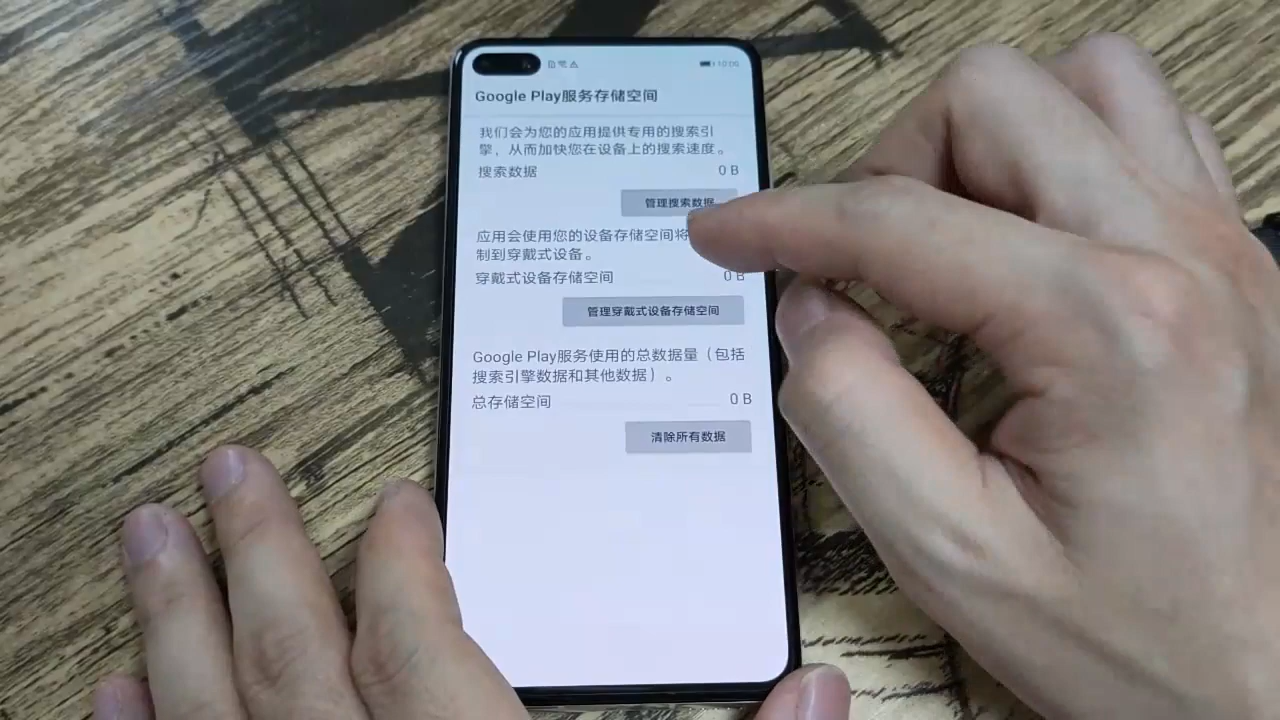 Google Play服务存储空间
我们会为您的应用提供专用的搜索引
擎，从而加快您在设备上的搜索速度。
搜索数据 0 B
管理搜索数据
应用会使用您的设备存储空间将
制到穿戴式设备。
穿戴式设备存储空间 0 B
管理穿戴式设备存储空间
Google Play服务使用的总数据量（包括
搜索引擎数据和其他数据）。
总存储空间 0 B
清除所有数据